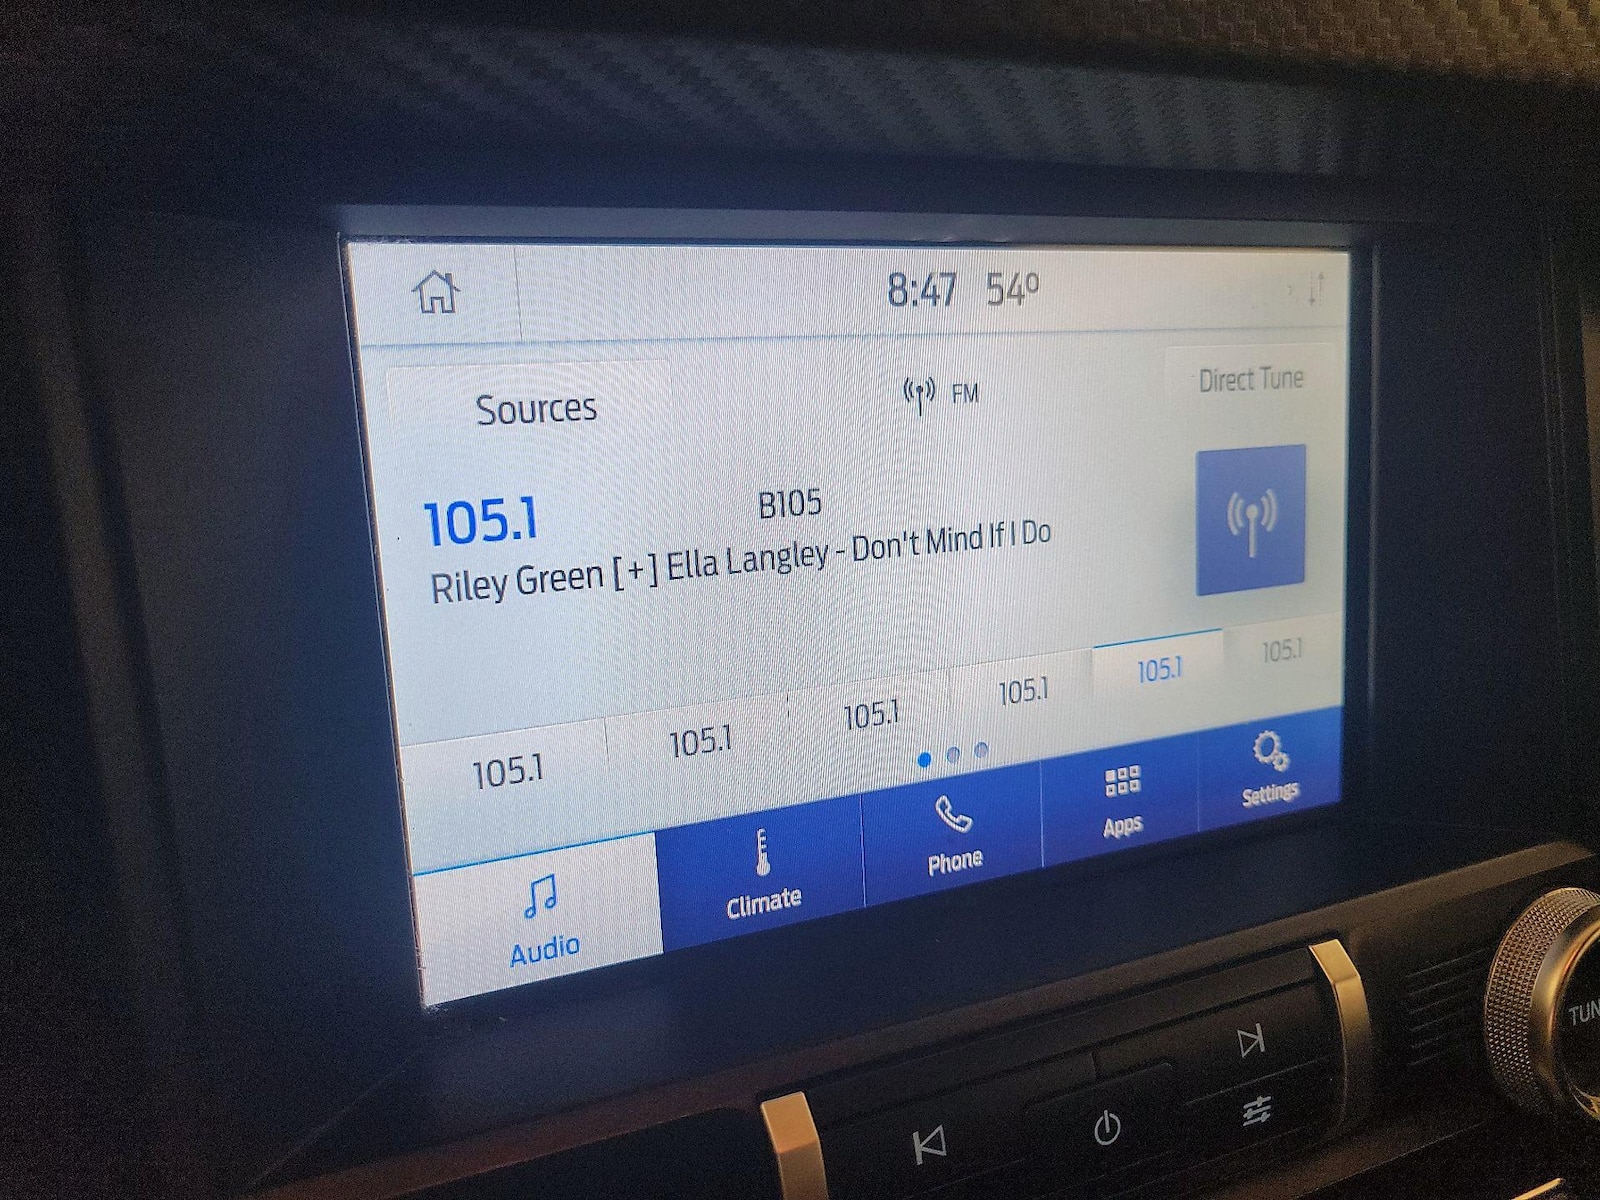 8:47 54º
Sources
FM
Direct Tune
105.1
B105
Riley Green [+] Ella Langley - Don't Mind If I Do
105.1 105.1 105.1 105.1 105.1 105.1
Audio Climate Phone Apps Settings